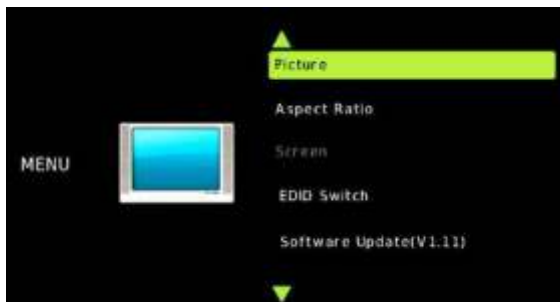 MENU
Picture
Aspect Ratio
Screen
EDID Switch
Software Update(V1.11)